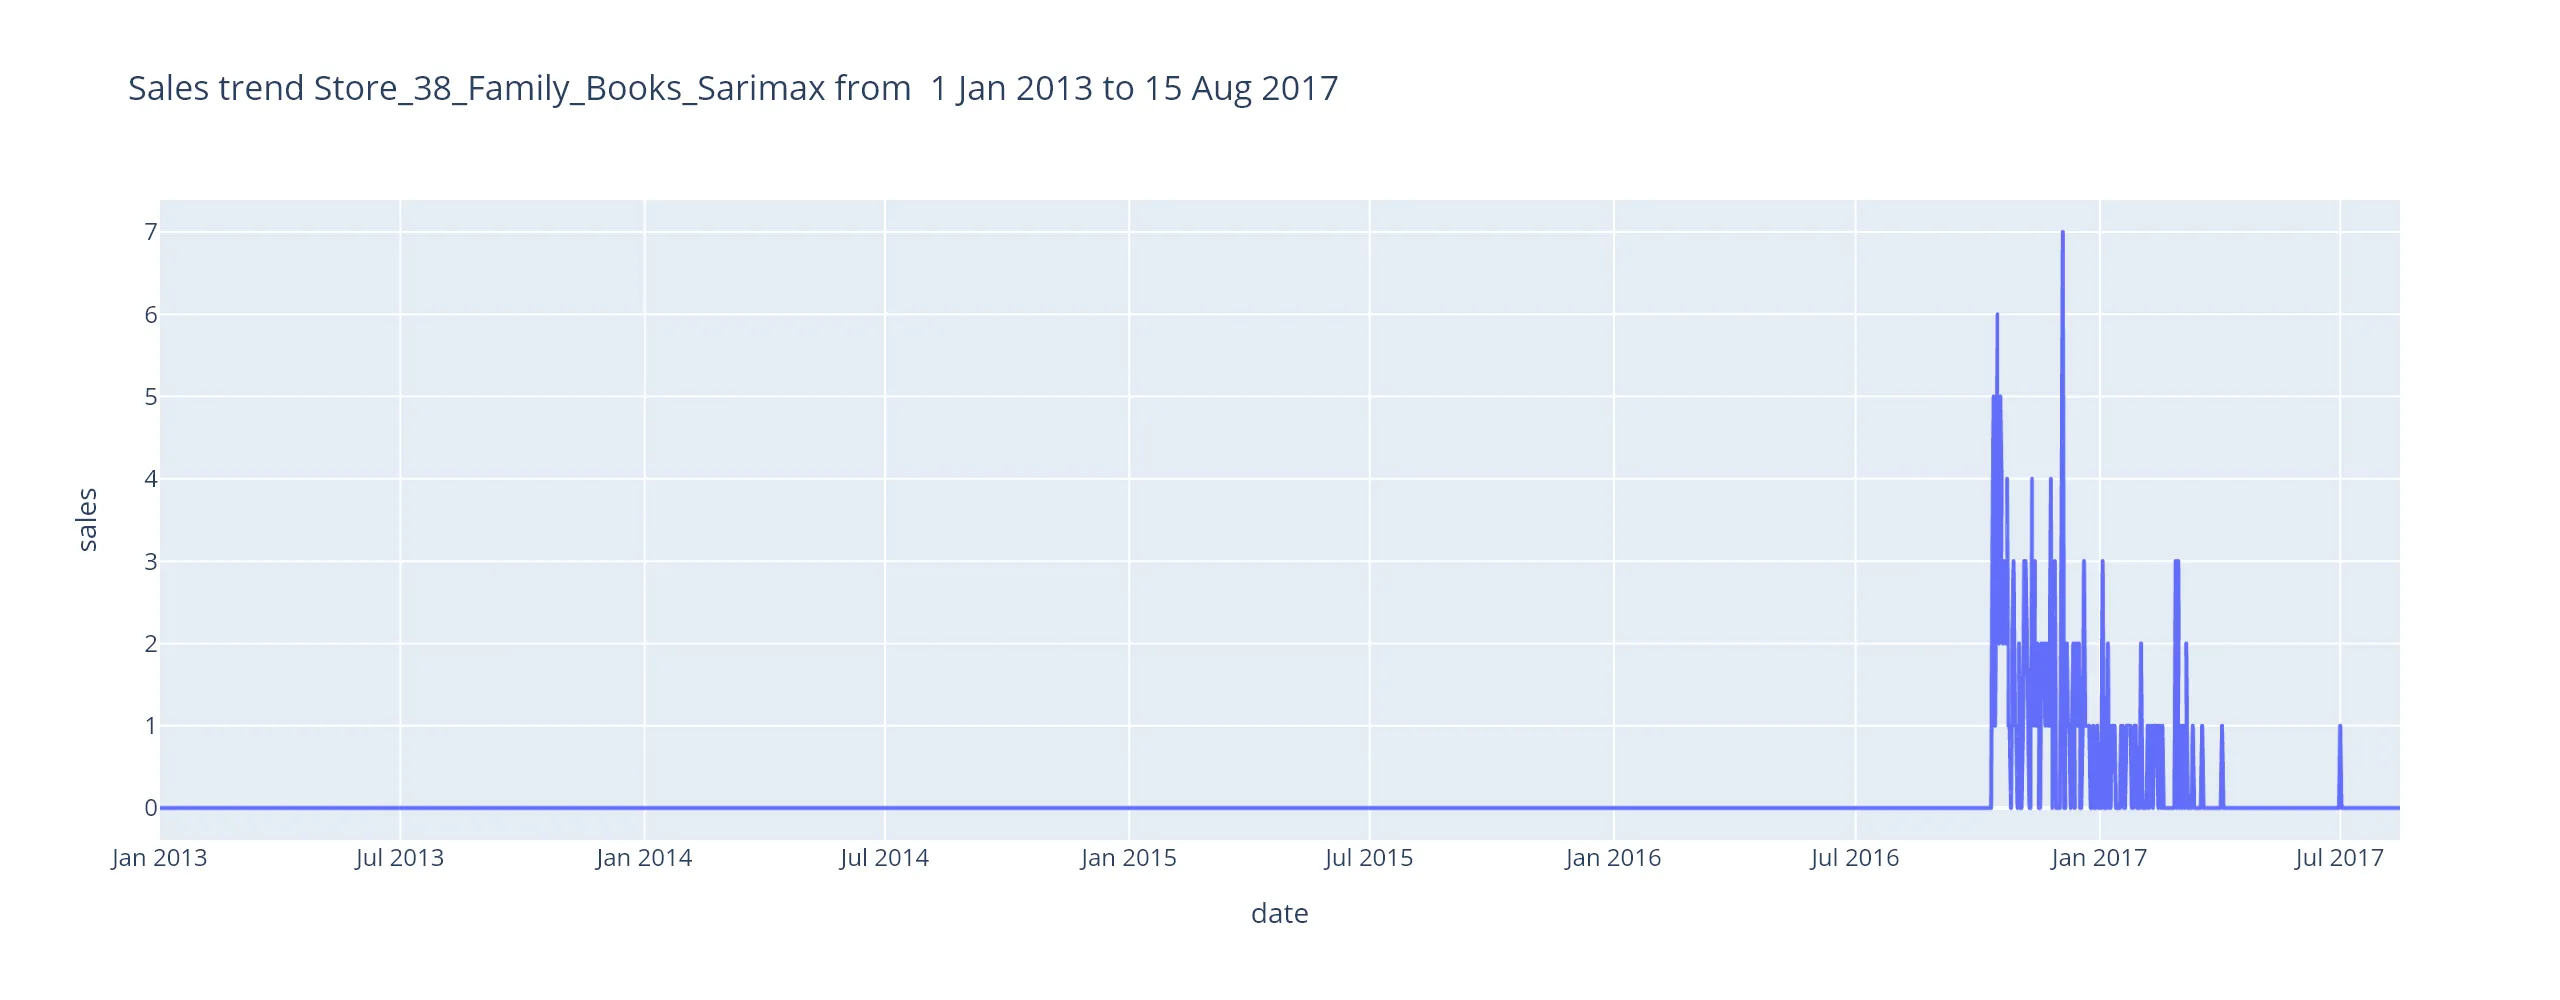 Sales trend Store_38_Family_Books_Sarimax from  1 Jan 2013 to 15 Aug 2017
7
6
5
4
3
2
1
0
sales
Jan 2013 Jul 2013 Jan 2014 Jul 2014 Jan 2015 Jul 2015 Jan 2016 Jul 2016 Jan 2017 Jul 2017
date